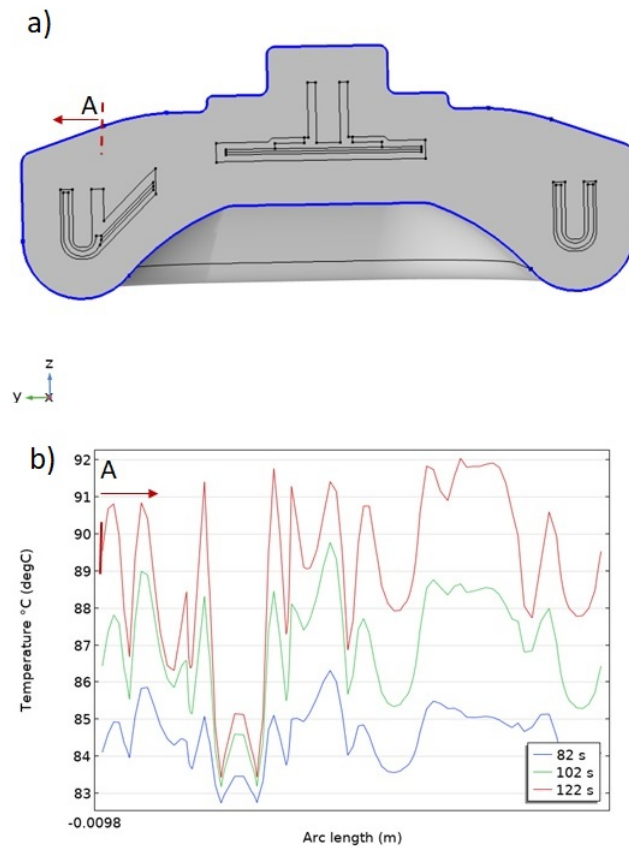 a)
A
z
y
x
b)
A
92
91
90
89
88
87
86
85
84
83
Temperature °C (degC)
82 s
102 s
122 s
-0.0098
Arc length (m)